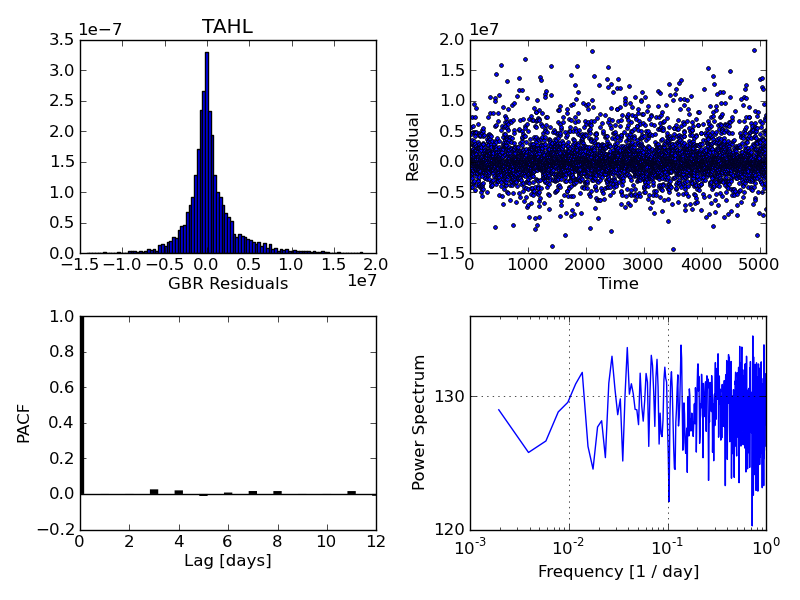 TAHL
1e−7
3.5
3.0
2.5
2.0
1.5
1.0
0.5
0.0
−1.5 −1.0 −0.5 0.0 0.5 1.0 1.5 2.0
GBR Residuals 1e7
1e7
2.0
1.5
1.0
0.5
0.0
−0.5
−1.0
−1.5
Residual
0 1000 2000 3000 4000 5000
Time
1.0
0.8
0.6
0.4
0.2
0.0
−0.2
PACF
0 2 4 6 8 10 12
Lag [days]
130
120
Power Spectrum
10^-3 10^-2 10^-1 10^0
Frequency [1 / day]